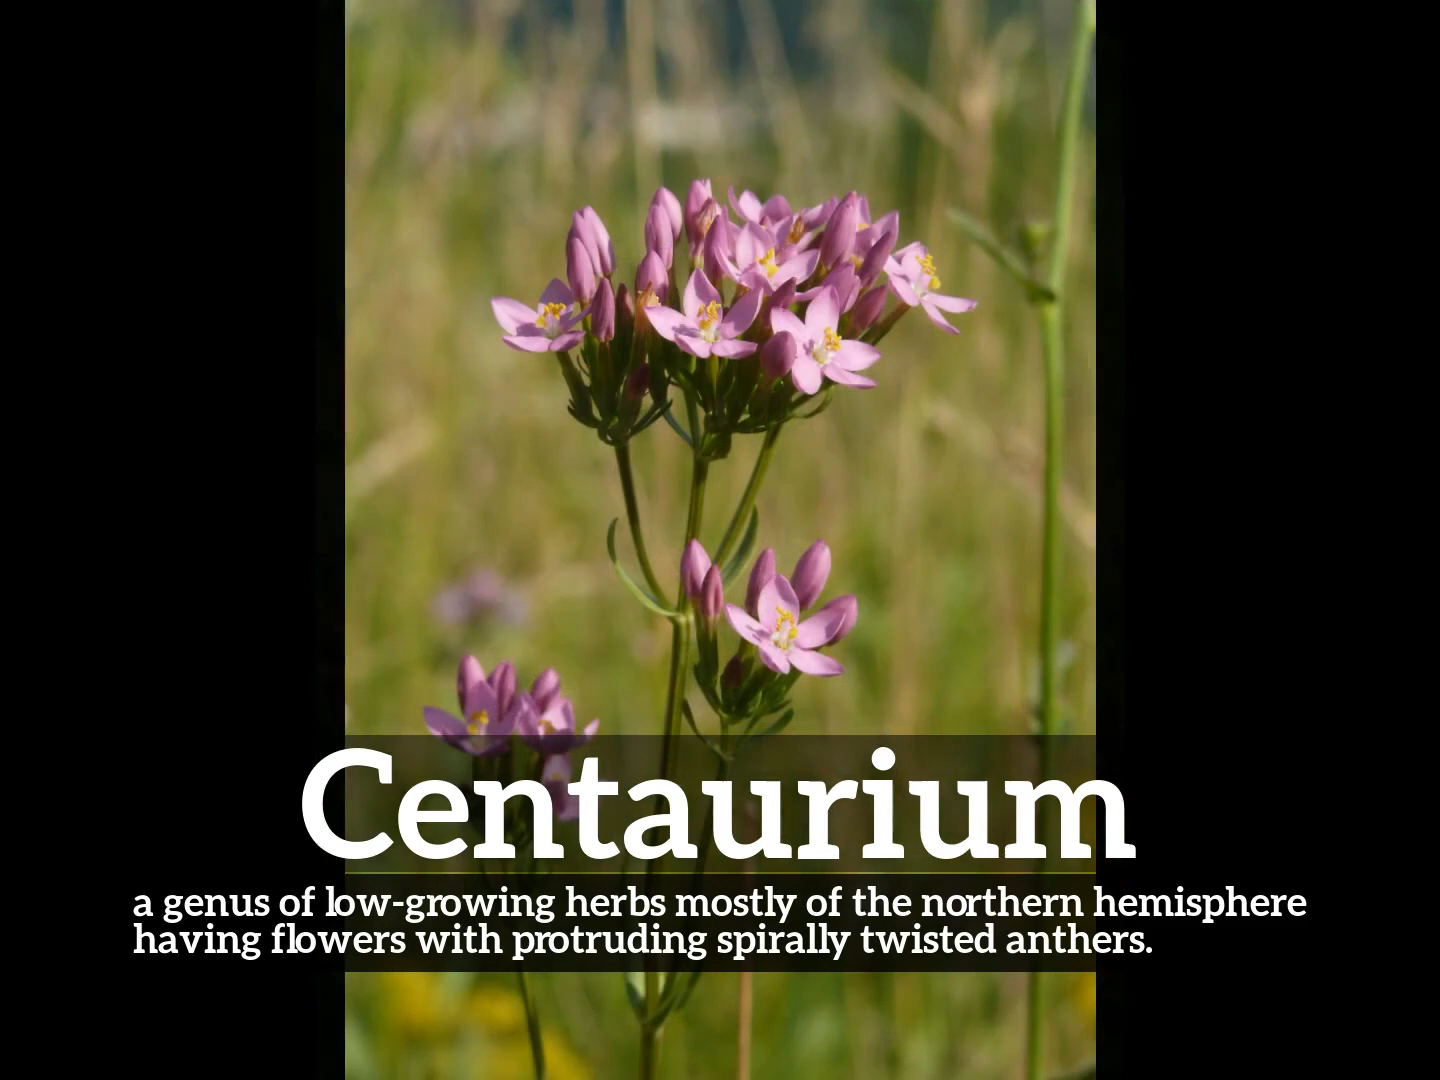 Centaurium
a genus of low-growing herbs mostly of the northern hemisphere
having flowers with protruding spirally twisted anthers.